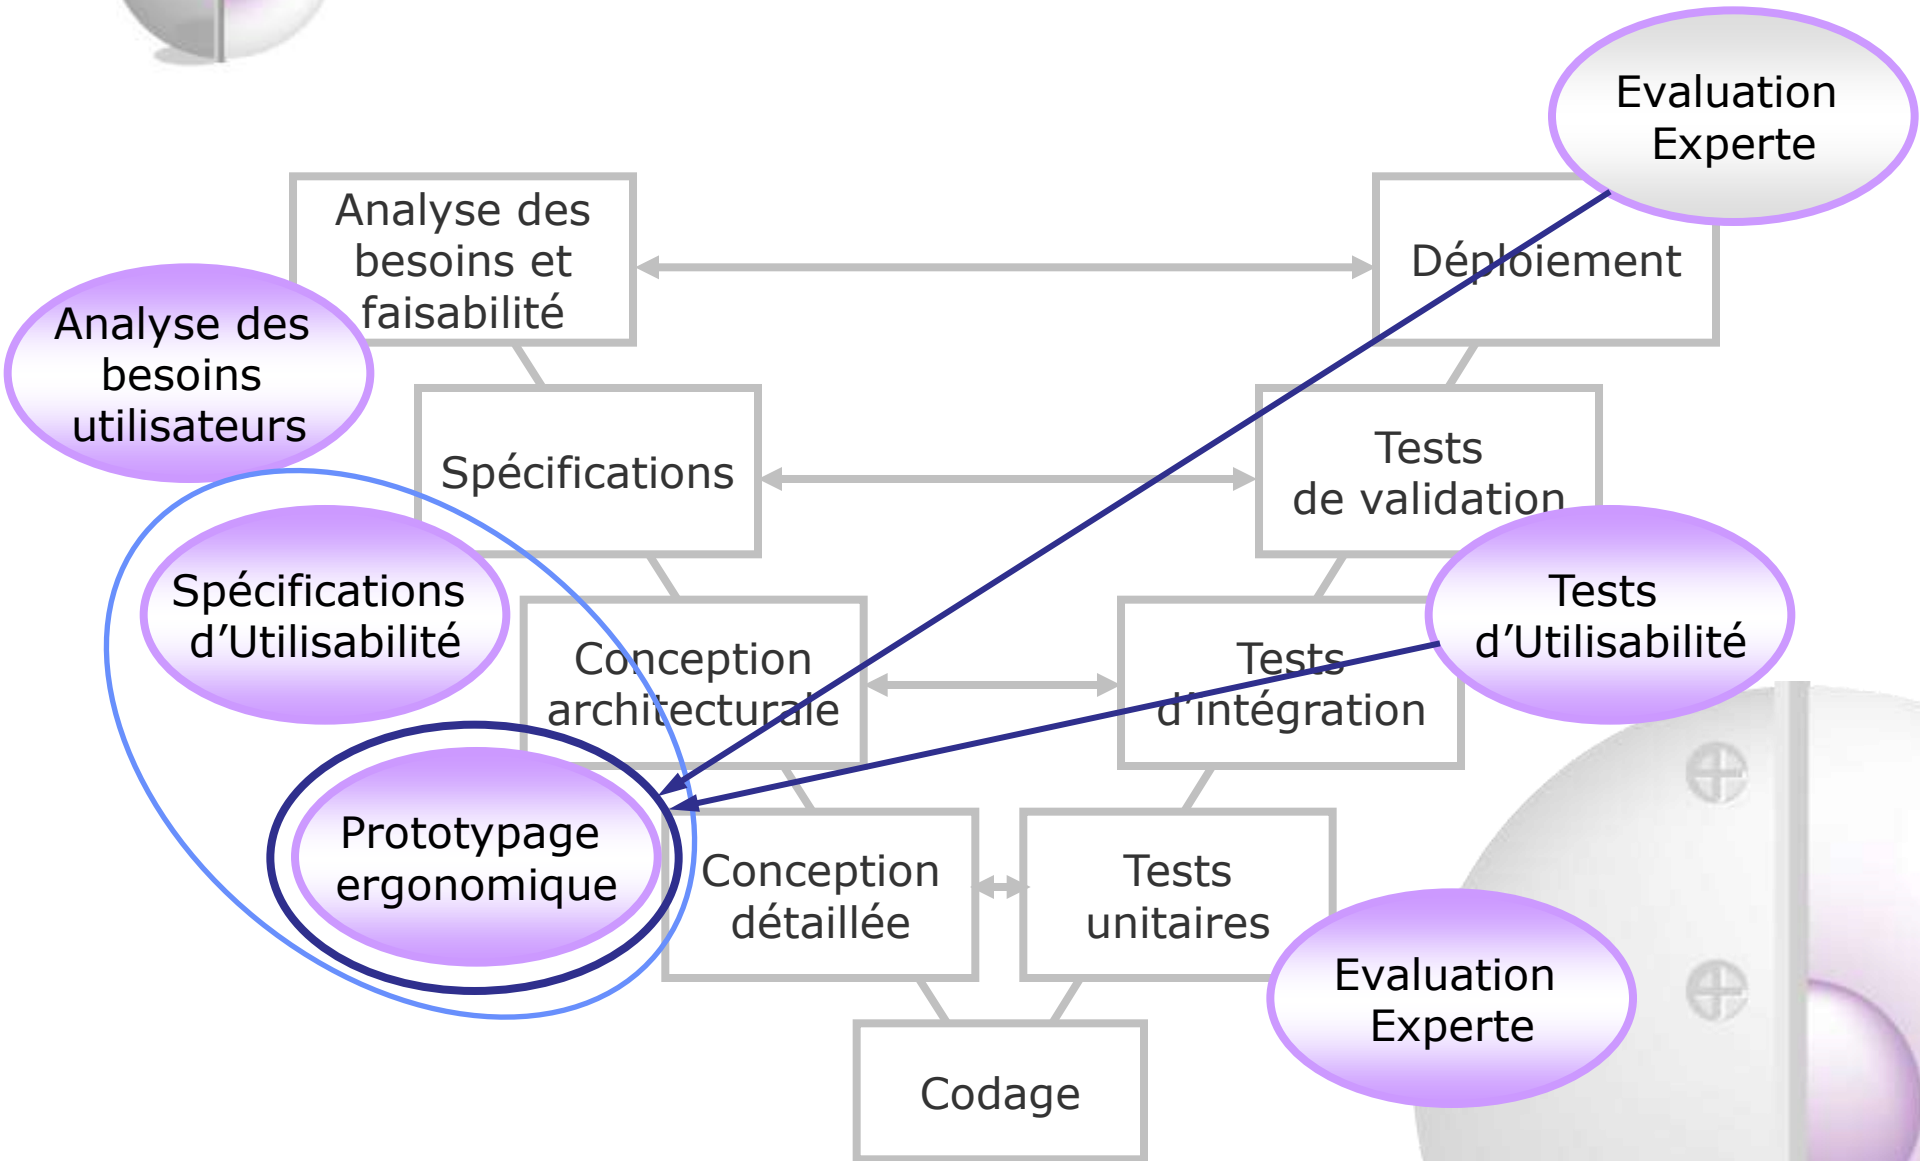 Evaluation
Experte
Analyse des
besoins et
faisabilité
Déploiement
Analyse des
besoins
utilisateurs
Spécifications
Tests
de validation
Spécifications
d’Utilisabilité
Tests
d’Utilisabilité
Conception
architecturale
Tests
d’intégration
Prototypage
ergonomique
Conception
détaillée
Tests
unitaires
Evaluation
Experte
Codage